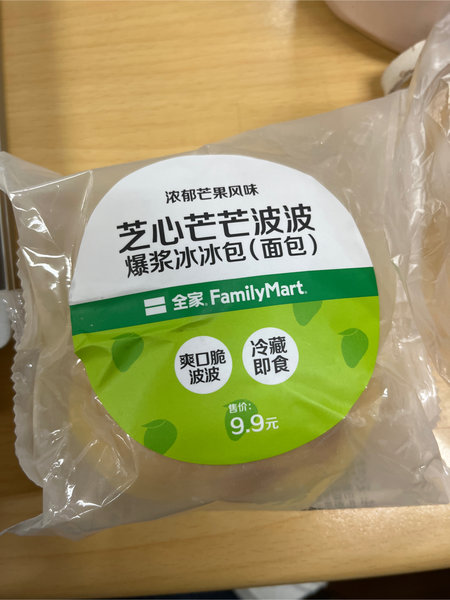 浓郁芒果风味
芝心芒芒波波
爆浆冰冰包(面包)
全家 FamilyMart
爽口脆
波波
冷藏
即食
售价:
9.9元